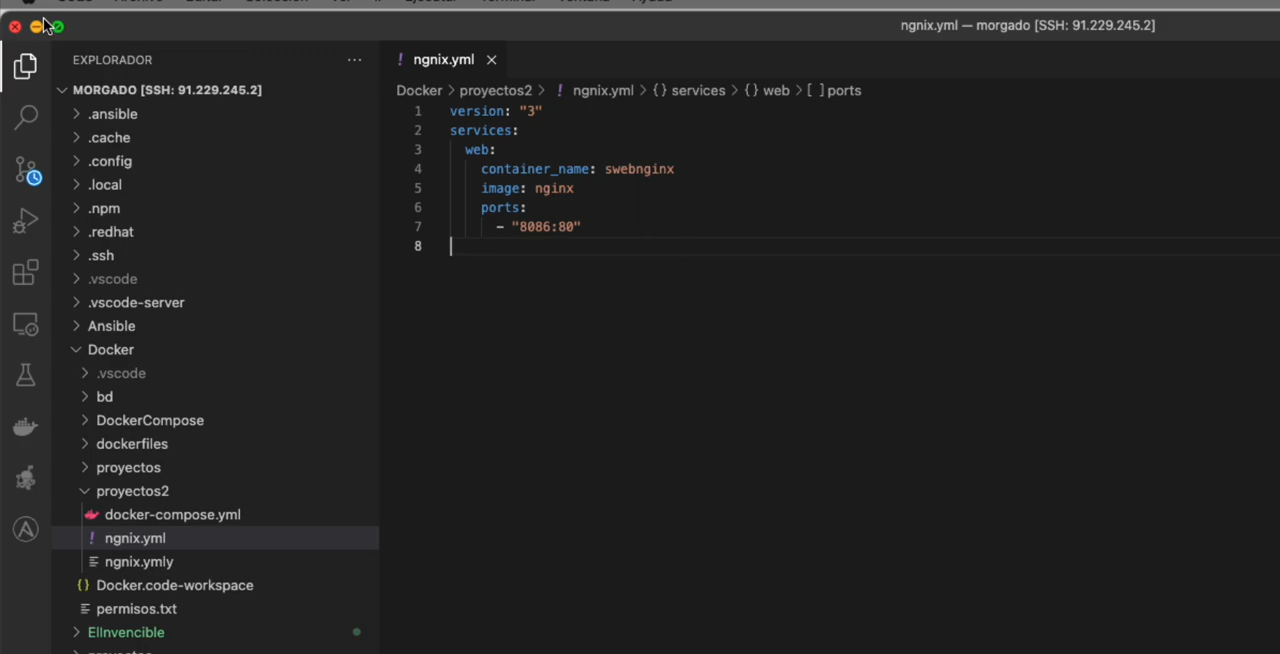 ngnix.yml — morgado [SSH: 91.229.245.2]
EXPLORADOR
MORGADO [SSH: 91.229.245.2]
.ansible
.cache
.config
.local
.npm
.redhat
.ssh
.vscode
.vscode-server
Ansible
Docker
.vscode
bd
DockerCompose
dockerfiles
proyectos
proyectos2
docker-compose.yml
ngnix.yml
ngnix.ymly
Docker.code-workspace
permisos.txt
ElInvencible
! ngnix.yml
Docker > proyectos2 > ! ngnix.yml > {} services > {} web > [ ] ports
1 version: "3"
2 services:
3 web:
4 container_name: swebnginx
5 image: nginx
6 ports:
7 - "8086:80"
8